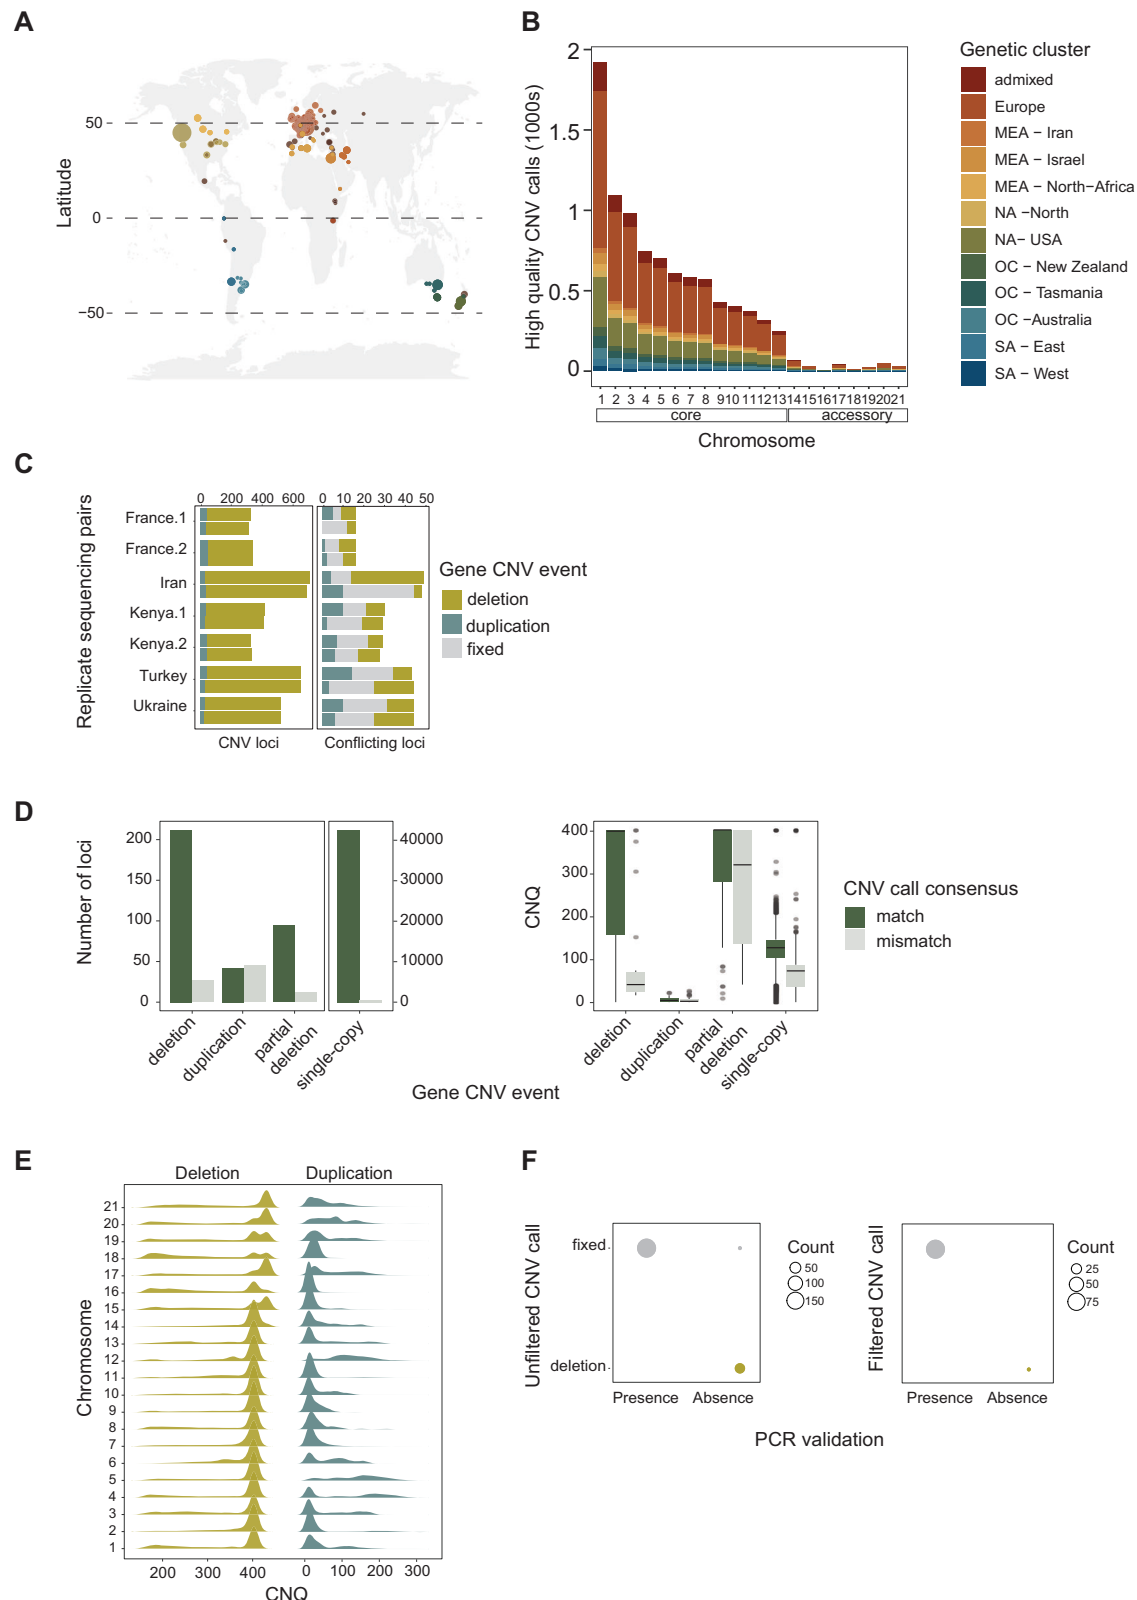 A
Latitude
50
0
−50
B
High quality CNV calls (1000s)
2
1.5
1
0.5
0
1 2 3 4 5 6 7 8 9 10 11 12 13 14 15 16 17 18 19 20 21
core
accessory
Chromosome
Genetic cluster
admixed
Europe
MEA − Iran
MEA − Israel
MEA − North−Africa
NA −North
NA− USA
OC − New Zealand
OC − Tasmania
OC −Australia
SA − East
SA − West
C
Replicate sequencing pairs
0 200 400 600
0 10 20 30 40 50
France.1
France.2
Iran
Kenya.1
Kenya.2
Turkey
Ukraine
CNV loci
Conflicting loci
Gene CNV event
deletion
duplication
fixed
D
Number of loci
200
150
100
50
0
40000
30000
20000
10000
0
deletion
duplication
partial
deletion
single-copy
CNQ
400
300
200
100
0
deletion
duplication
partial
deletion
single-copy
Gene CNV event
CNV call consensus
match
mismatch
E
Deletion
Duplication
Chromosome
21
20
19
18
17
16
15
14
13
12
11
10
9
8
7
6
5
4
3
2
1
200 300 400
0 100 200 300
CNQ
F
Unfiltered CNV call
fixed
deletion
Presence Absence
Count
50
100
150
Filtered CNV call
Presence Absence
Count
25
50
75
PCR validation